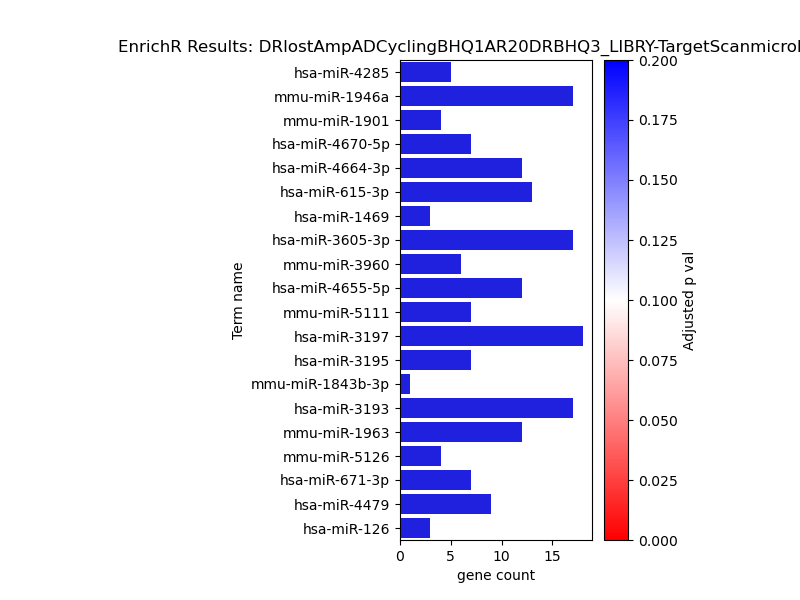 EnrichR Results: DRlostAmpADCyclingBHQ1AR20DRBHQ3_LIBRY-TargetScanmicro
hsa-miR-4285
mmu-miR-1946a
mmu-miR-1901
hsa-miR-4670-5p
hsa-miR-4664-3p
hsa-miR-615-3p
hsa-miR-1469
hsa-miR-3605-3p
mmu-miR-3960
hsa-miR-4655-5p
mmu-miR-5111
hsa-miR-3197
hsa-miR-3195
mmu-miR-1843b-3p
hsa-miR-3193
mmu-miR-1963
mmu-miR-5126
hsa-miR-671-3p
hsa-miR-4479
hsa-miR-126
Term name
0 5 10 15
gene count
0.200
0.175
0.150
0.125
0.100
0.075
0.050
0.025
0.000
Adjusted p val